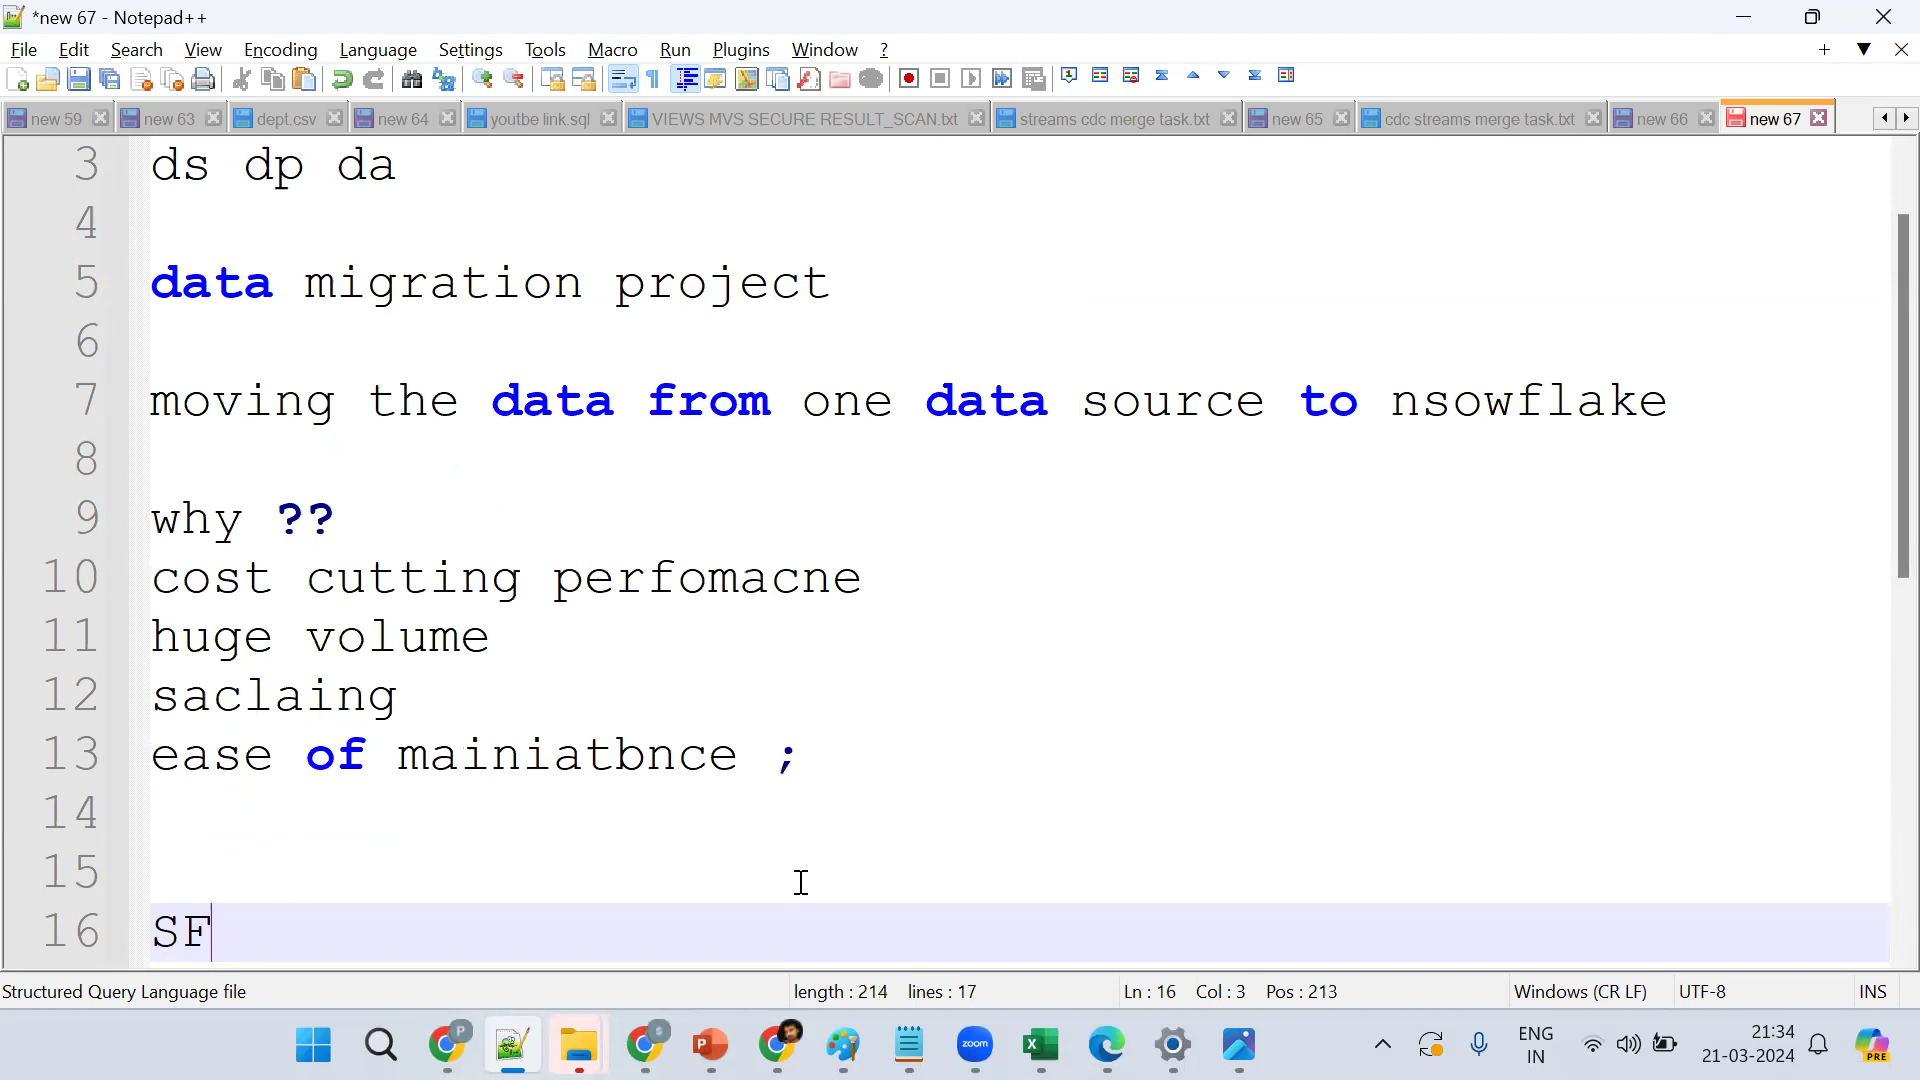 *new 67 - Notepad++
File Edit Search View Encoding Language Settings Tools Macro Run Plugins Window ?
new 59 new 63 dept.csv new 64 youtbe link.sql VIEWS MVS SECURE RESULT_SCAN.txt streams cdc merge task.txt new 65 cdc streams merge task.txt new 66 new 67
3 ds dp da
4
5 data migration project
6
7 moving the data from one data source to nsowflake
8
9 why ??
10 cost cutting perfomacne
11 huge volume
12 saclaing
13 ease of mainiatbnce ;
14
15
16 SF
Structured Query Language file length : 214 lines : 17 Ln : 16 Col : 3 Pos : 213 Windows (CR LF) UTF-8 INS
P S zoom ENG 21:34
IN 21-03-2024 PRE